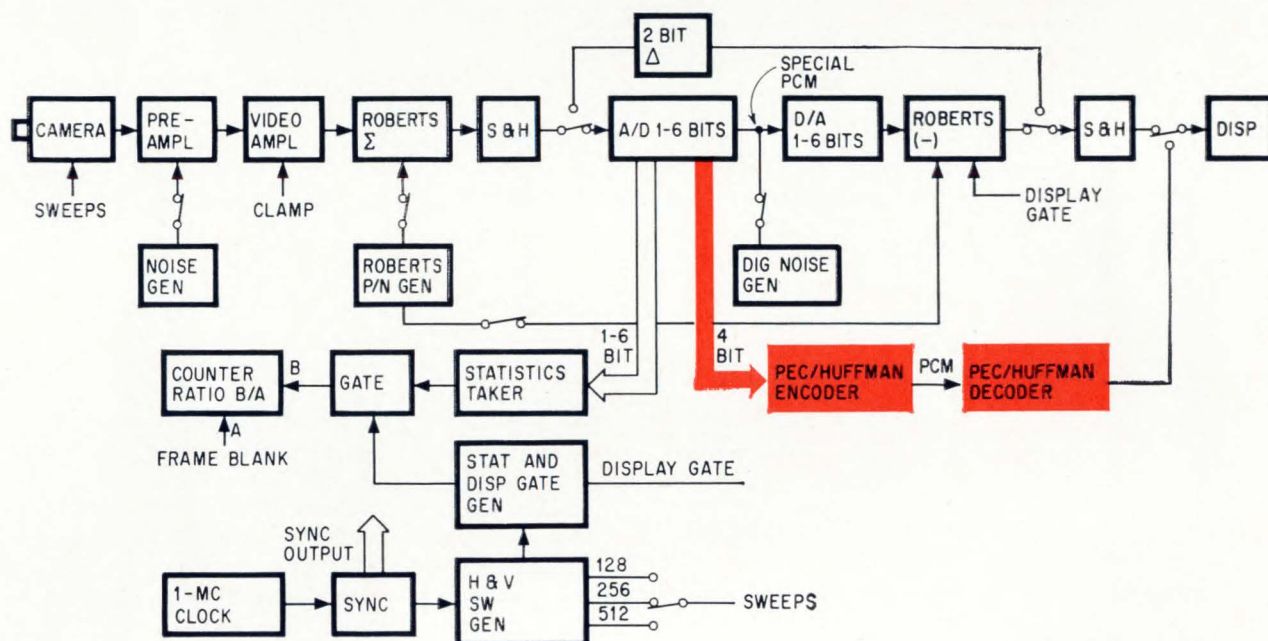 2 BIT
Δ
SPECIAL
PCM
CAMERA
PRE-
AMPL
VIDEO
AMPL
ROBERTS
Σ
S & H
A/D 1-6 BITS
D/A
1-6 BITS
ROBERTS
(-)
S & H
DISP
SWEEPS
CLAMP
DISPLAY
GATE
NOISE
GEN
ROBERTS
P/N GEN
DIG NOISE
GEN
1-6
BIT
4
BIT
COUNTER
RATIO B/A
B
GATE
STATISTICS
TAKER
PEC/HUFFMAN
ENCODER
PCM
PEC/HUFFMAN
DECODER
A
FRAME BLANK
STAT AND
DISP GATE
GEN
DISPLAY GATE
SYNC
OUTPUT
1-MC
CLOCK
SYNC
H & V
SW
GEN
128
256
512
SWEEPS